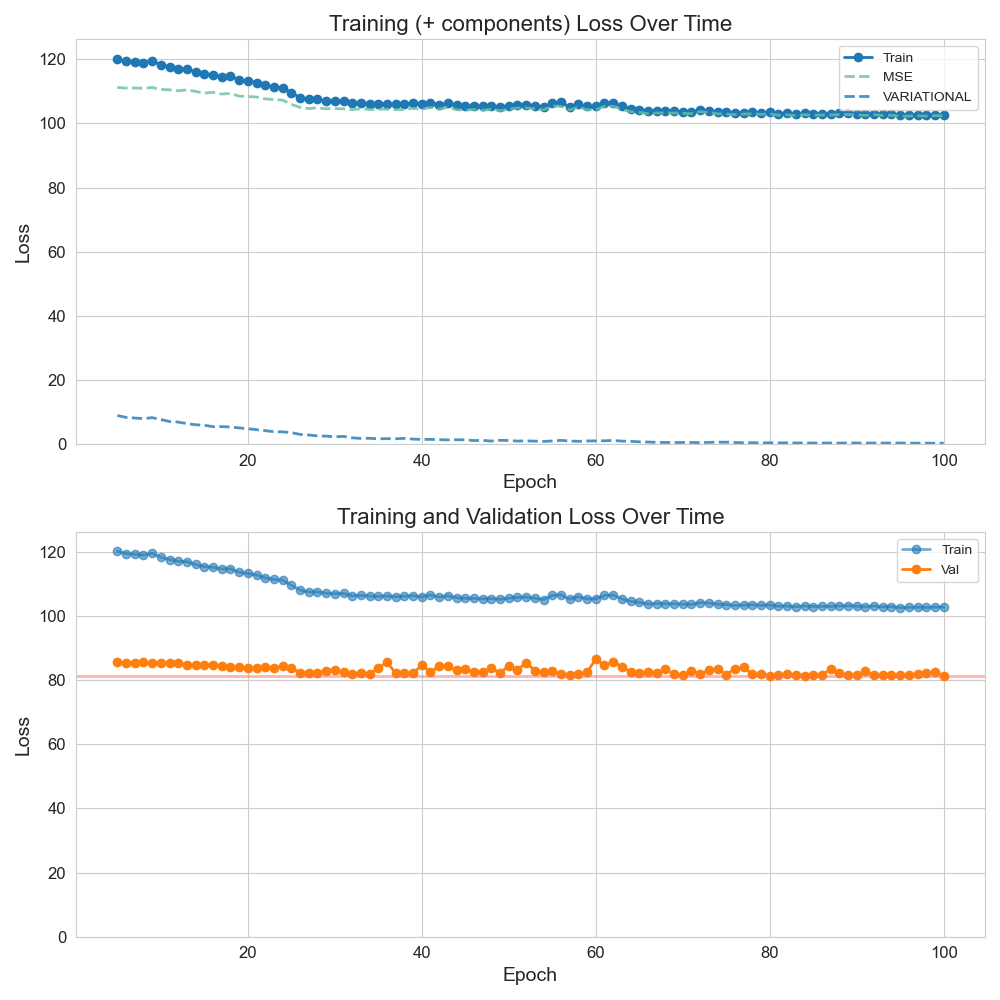 Training (+ components) Loss Over Time
Train
MSE
VARIATIONAL
120
100
80
60
40
20
0
Loss
20 40 60 80 100
Epoch
Training and Validation Loss Over Time
Train
Val
120
100
80
60
40
20
0
Loss
20 40 60 80 100
Epoch